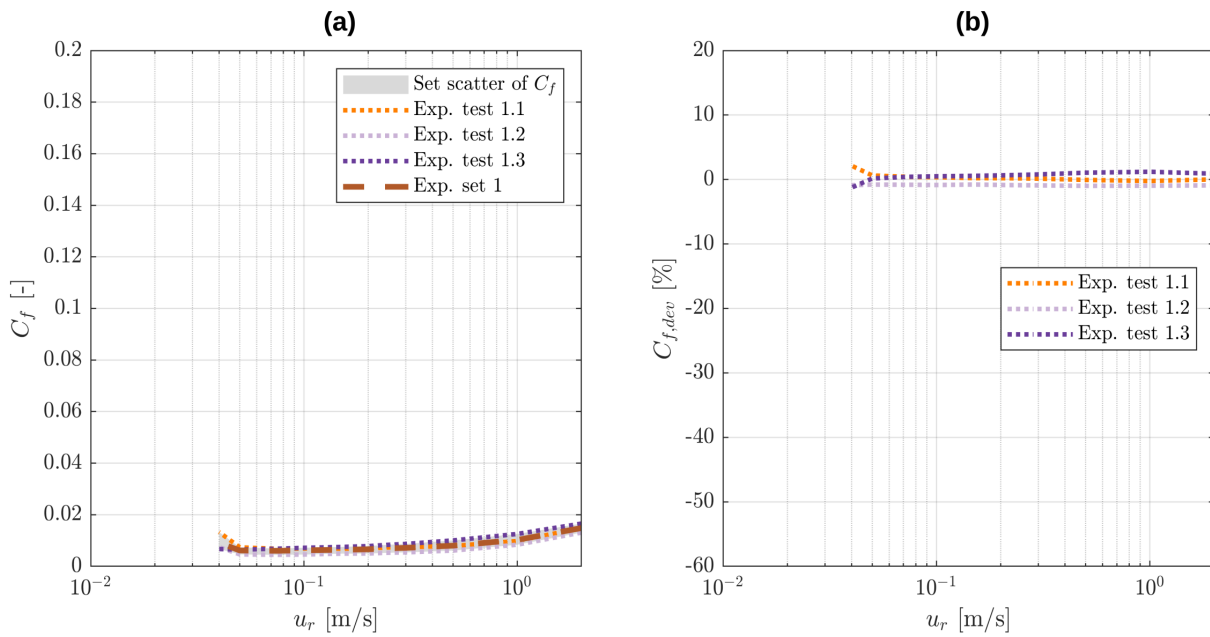 (a)
0.2
0.18
0.16
0.14
0.12
0.1
0.08
0.06
0.04
0.02
0
C_f [-]
Set scatter of C_f
Exp. test 1.1
Exp. test 1.2
Exp. test 1.3
Exp. set 1
10^-2
10^-1
10^0
u_r [m/s]
(b)
20
10
0
-10
-20
-30
-40
-50
-60
C_f,dev [%]
Exp. test 1.1
Exp. test 1.2
Exp. test 1.3
10^-2
10^-1
10^0
u_r [m/s]